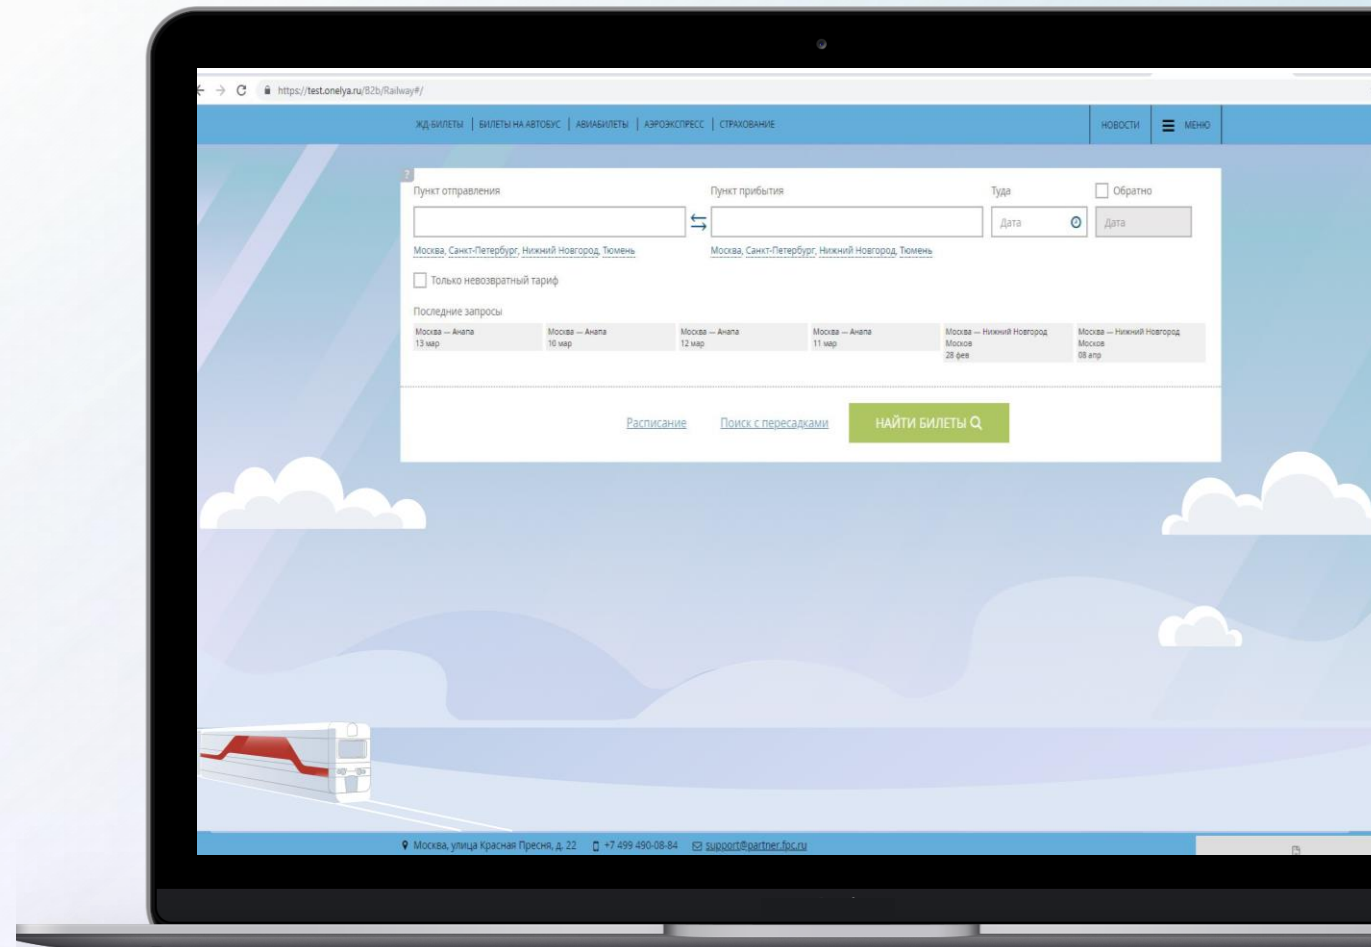 https://test.onelya.ru/B2b/Railway#/
ЖД-БИЛЕТЫ | БИЛЕТЫ НА АВТОБУС | АВИАБИЛЕТЫ | АЭРОЭКСПРЕСС | СТРАХОВАНИЕ
НОВОСТИ
МЕНЮ
?
Пункт отправления
Пункт прибытия
Туда
Обратно
Дата
Дата
Москва, Санкт-Петербург, Нижний Новгород, Тюмень
Москва, Санкт-Петербург, Нижний Новгород, Тюмень
Только невозвратный тариф
Последние запросы
Москва — Анапа
13 мар
Москва — Анапа
10 мар
Москва — Анапа
12 мар
Москва — Анапа
11 мар
Москва — Нижний Новгород
Москов
28 фев
Москва — Нижний Новгород
Москов
08 апр
Расписание
Поиск с пересадками
НАЙТИ БИЛЕТЫ
Москва, улица Красная Пресня, д. 22
+7 499 490-08-84
support@partner.fpc.ru